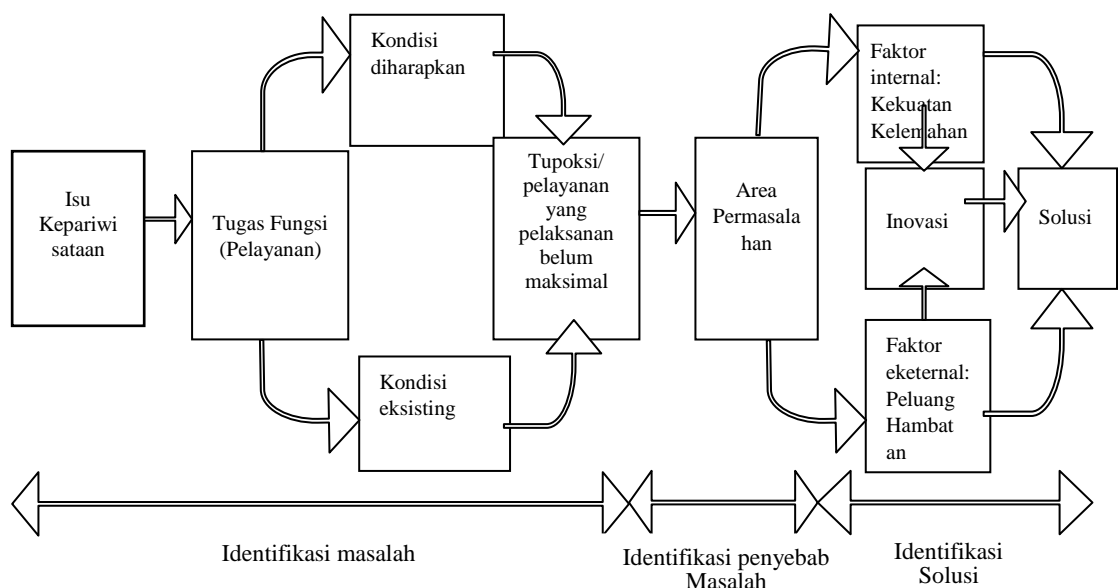 Isu
Kepariwi
sataan
Tugas Fungsi
(Pelayanan)
Kondisi
diharapkan
Kondisi
eksisting
Tupoksi/
pelayanan
yang
pelaksanan
belum
maksimal
Area
Permasala
han
Faktor
internal:
Kekuatan
Kelemahan
Inovasi
Faktor
eketernal:
Peluang
Hambat
an
Solusi
Identifikasi masalah
Identifikasi penyebab
Masalah
Identifikasi
Solusi